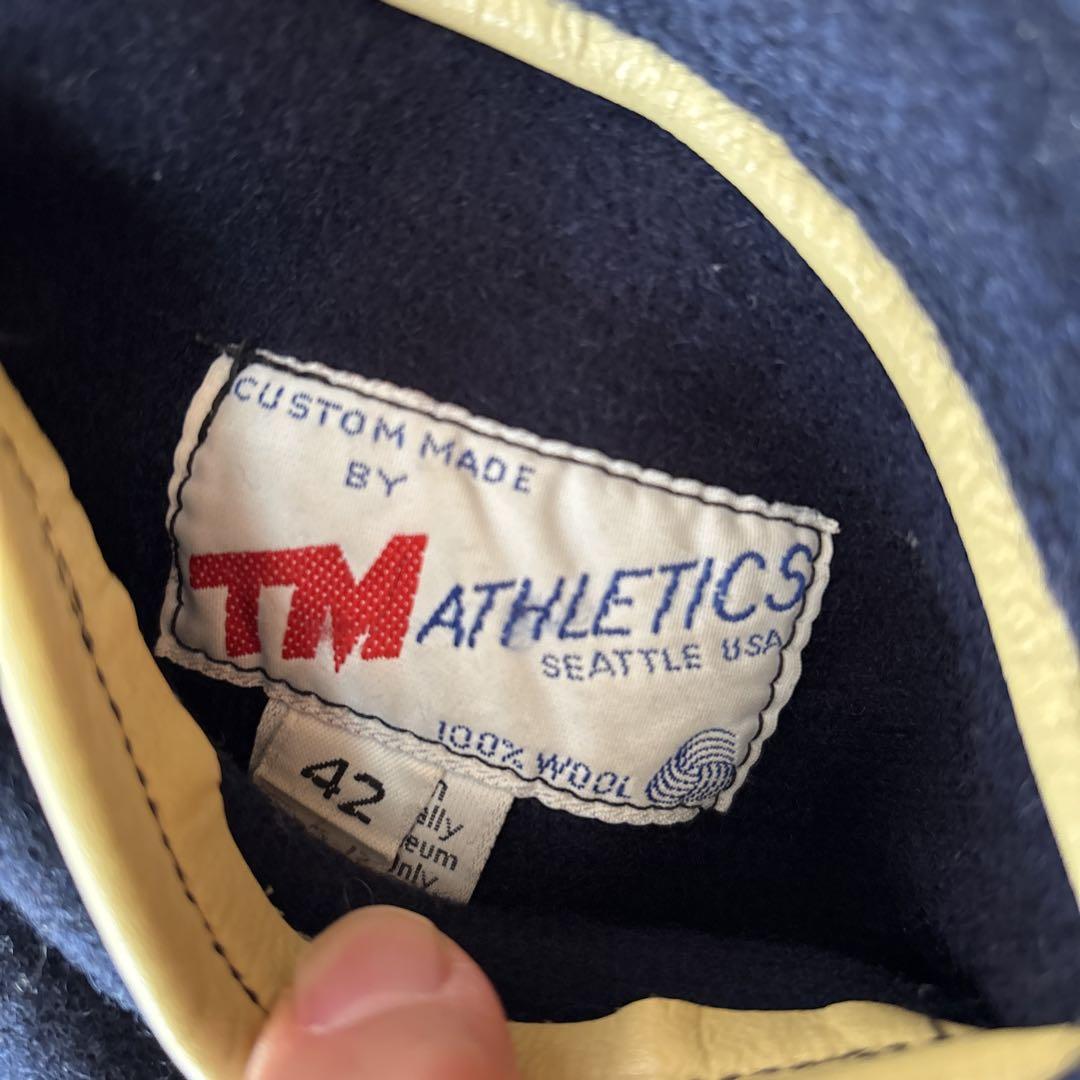 CUSTOM MADE
BY
TM ATHLETICS
SEATTLE USA
100% WOOL
42